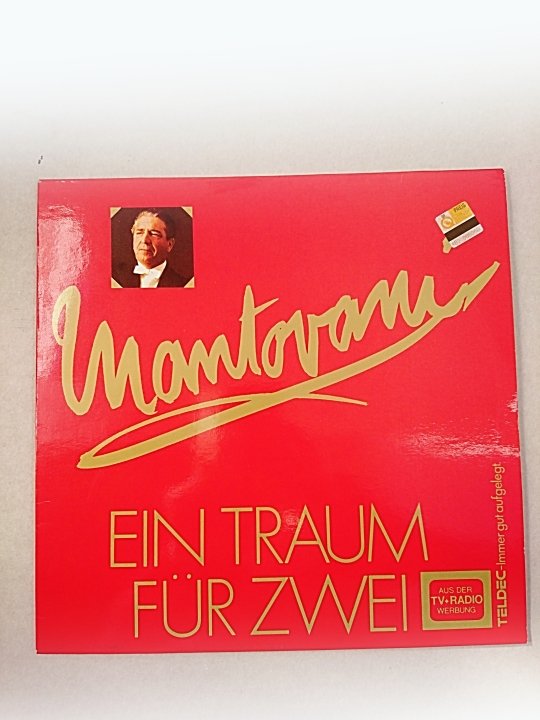 Mantovani
EIN TRAUM
FÜR ZWEI
AUS DER
TV+RADIO
WERBUNG
TELDEC-Immer gut aufgelegt